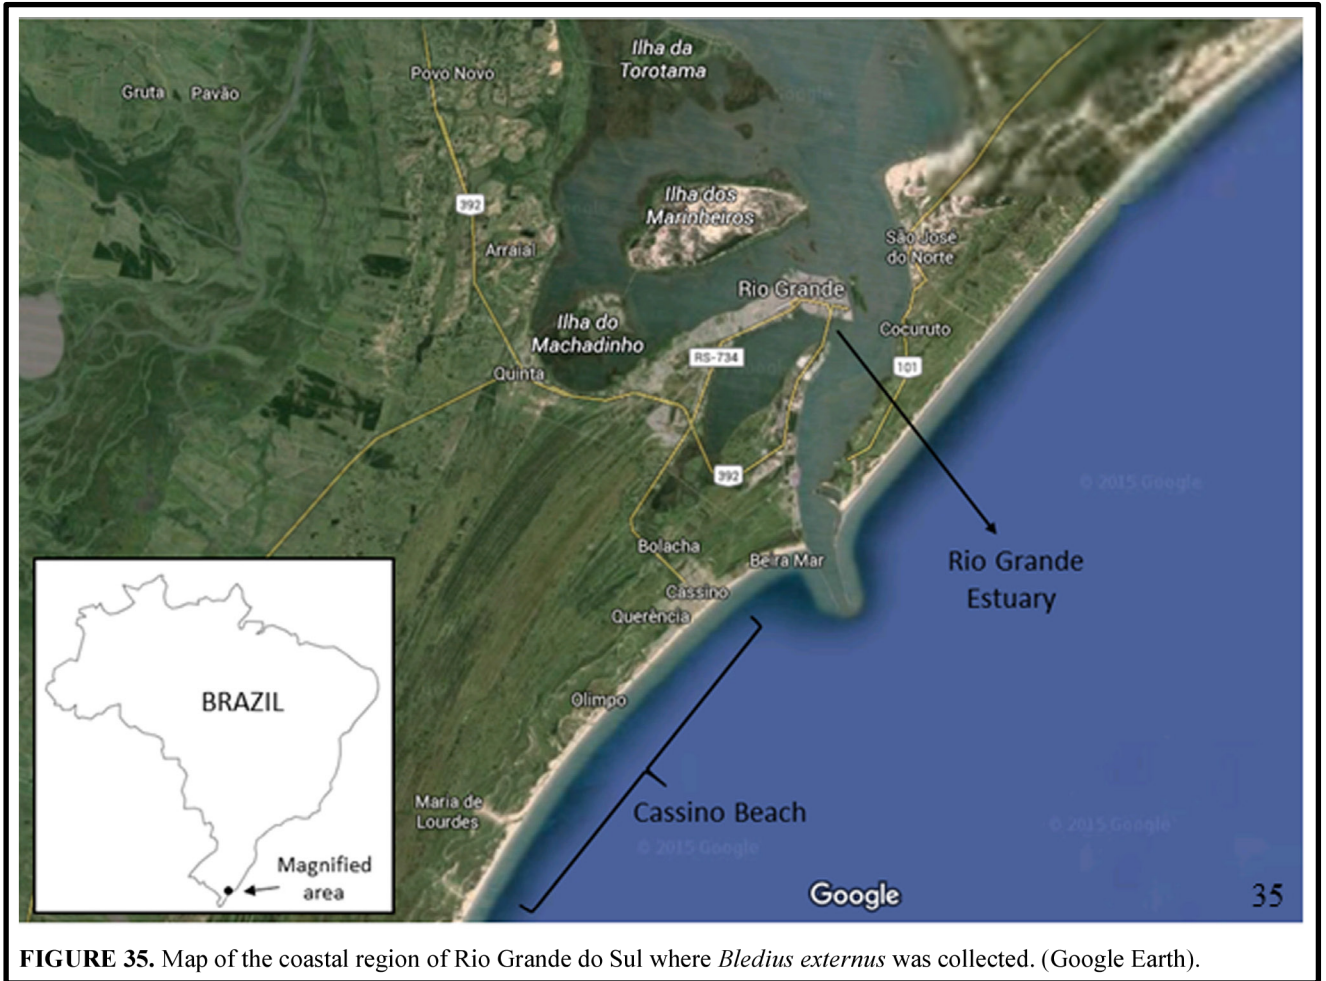 Ilha da
Torotama
Povo Novo
Gruta Pavão
Google
392
Ilha dos
Marinheiros
Arraial
São José
do Norte
Rio Grande
Ilha do
Machadinho
Cocuruto
RS-734
101
Quinta
392
© 2015 Google
Bolacha
Beira Mar
Rio Grande
Estuary
Cassino
Querência
Olimpo
BRAZIL
Maria de
Lourdes
Cassino Beach
© 2015 Google
© 2015 Google
Magnified
area
Google
35
FIGURE 35. Map of the coastal region of Rio Grande do Sul where Bledius externus was collected. (Google Earth).